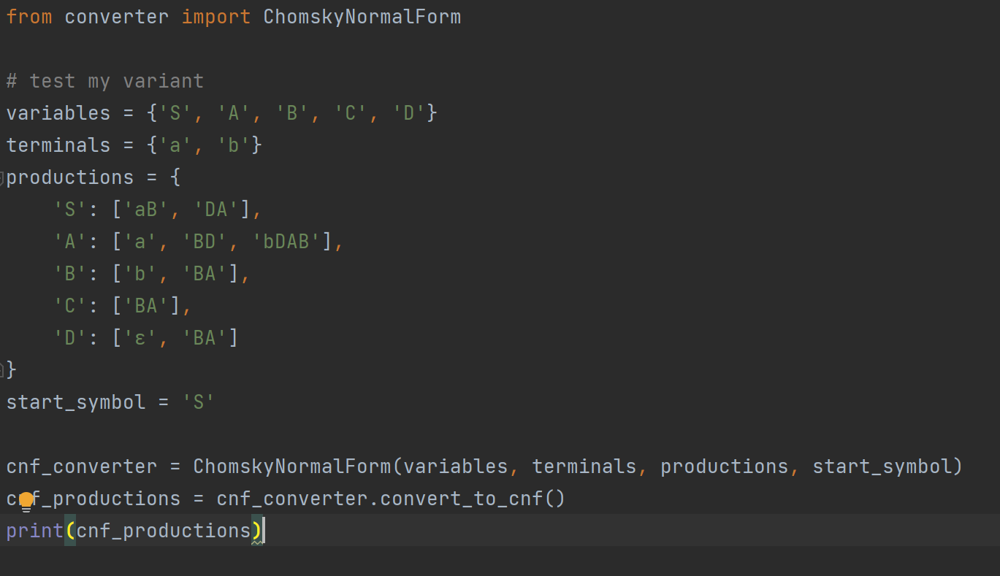 from converter import ChomskyNormalForm
# test my variant
variables = {'S', 'A', 'B', 'C', 'D'}
terminals = {'a', 'b'}
productions = {
    'S': ['aB', 'DA'],
    'A': ['a', 'BD', 'bDAB'],
    'B': ['b', 'BA'],
    'C': ['BA'],
    'D': ['ε', 'BA']
}
start_symbol = 'S'
cnf_converter = ChomskyNormalForm(variables, terminals, productions, start_symbol)
cnf_productions = cnf_converter.convert_to_cnf()
print(cnf_productions)